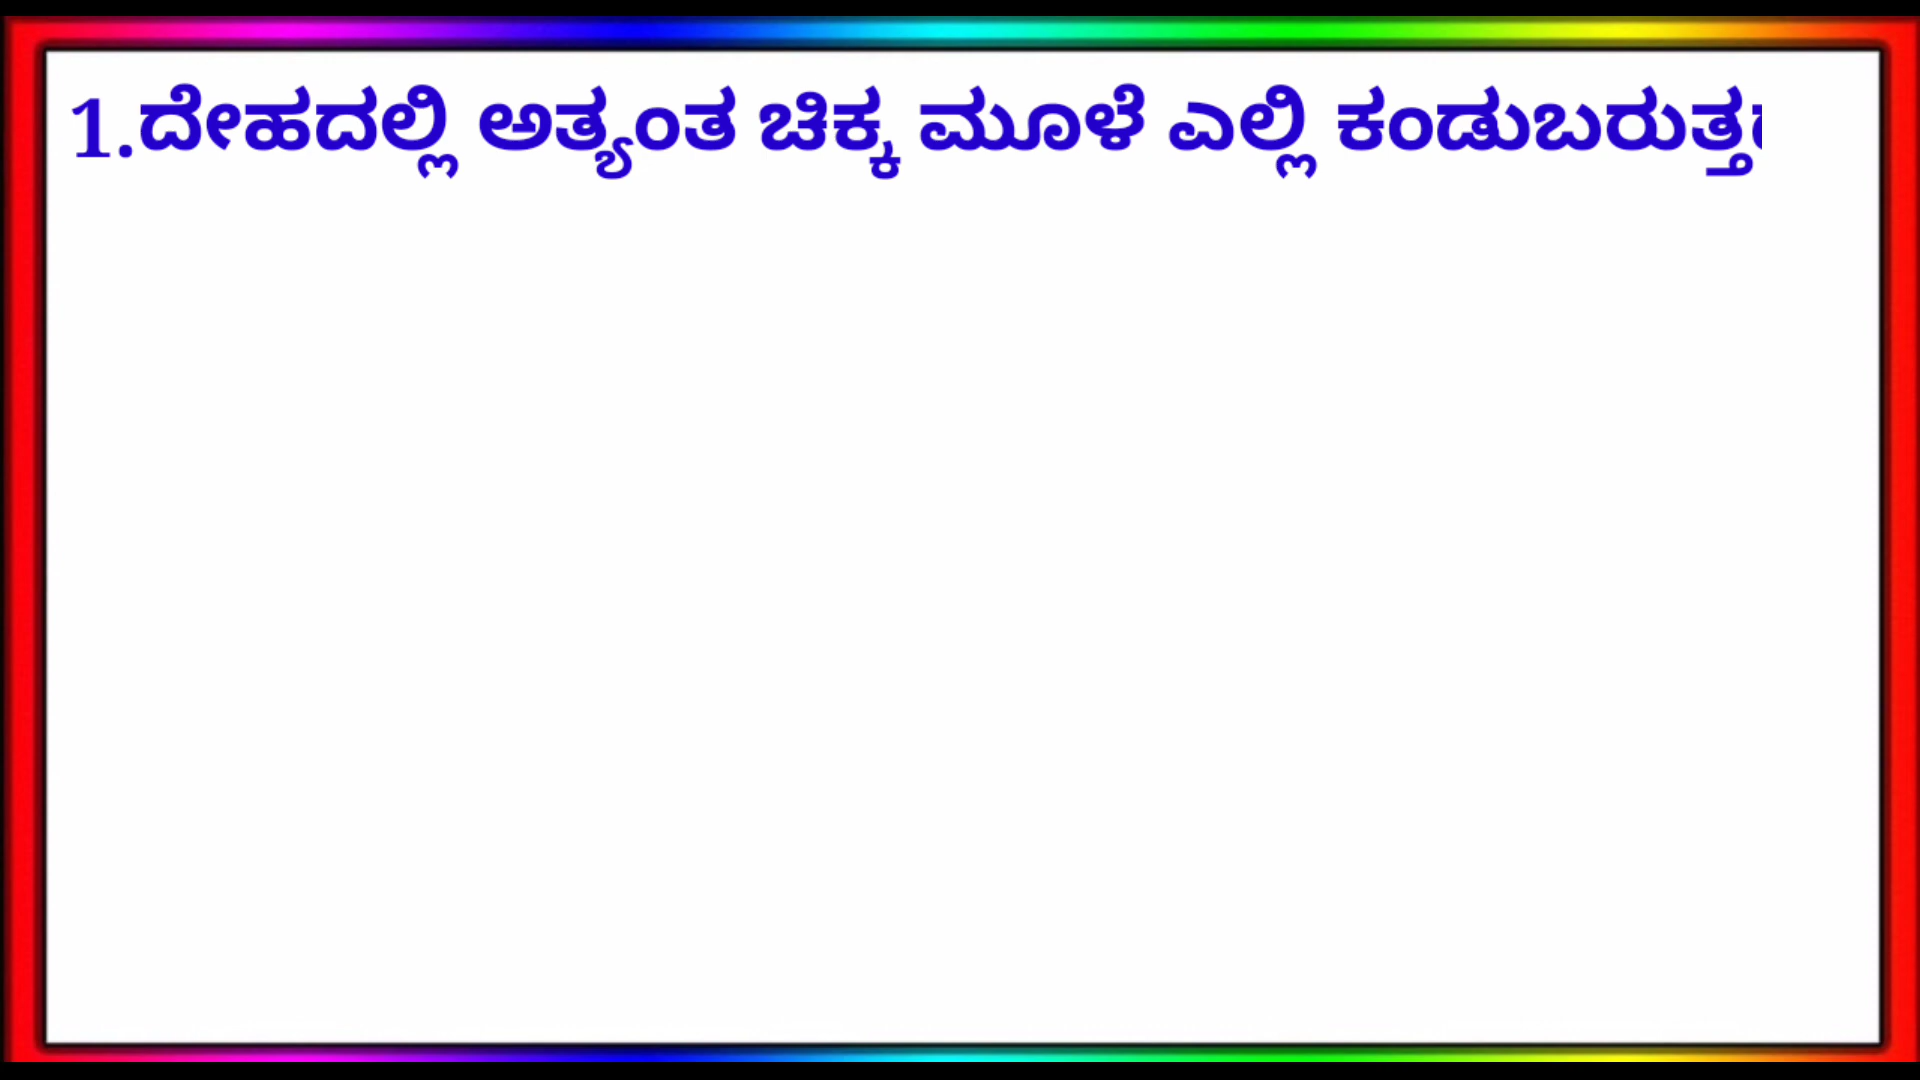 1.ದೇಹದಲ್ಲಿ ಅತ್ಯಂತ ಚಿಕ್ಕ ಮೂಳೆ ಎಲ್ಲಿ ಕಂಡುಬರುತ್ತ